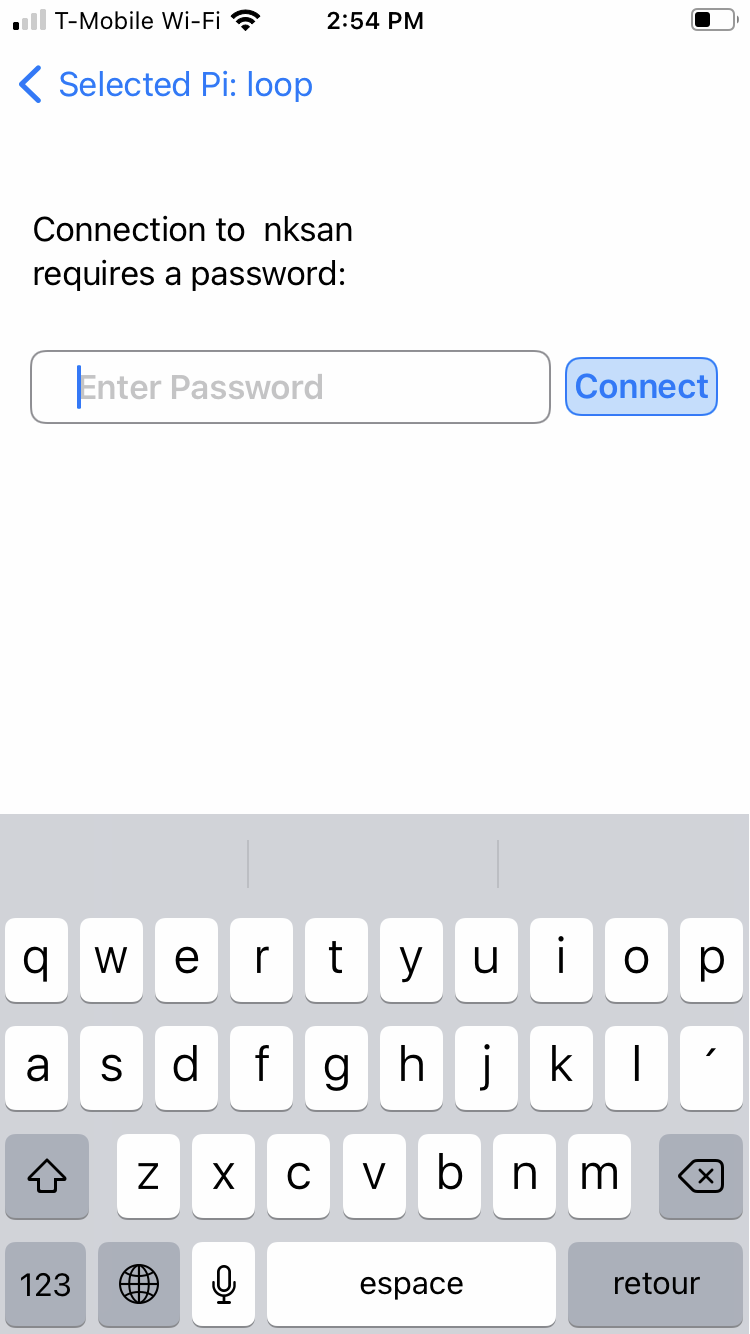 T-Mobile Wi-Fi 2:54 PM
Selected Pi: loop
Connection to nksan
requires a password:
Enter Password Connect
q w e r t y u i o p
a s d f g h j k l ´
z x c v b n m
123 espace retour